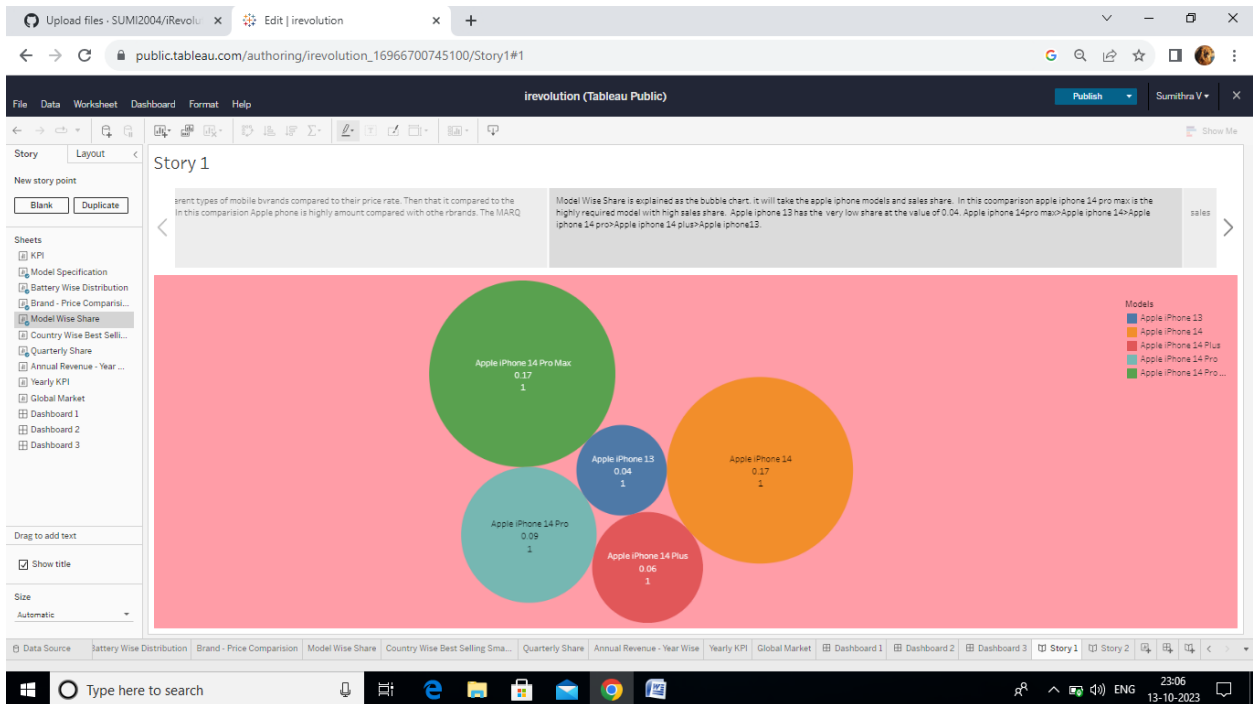 Upload files · SUMI2004/iRevolu
Edit | irevolution
public.tableau.com/authoring/irevolution_16966700745100/Story1#1
File Data Worksheet Dashboard Format Help
irevolution (Tableau Public)
Publish
Sumithra V
Show Me
Story Layout
New story point
Blank Duplicate
Sheets
KPI
Model Specification
Battery Wise Distribution
Brand - Price Comparisi...
Model Wise Share
Country Wise Best Selli...
Quarterly Share
Annual Revenue - Year ...
Yearly KPI
Global Market
Dashboard 1
Dashboard 2
Dashboard 3
Drag to add text
Show title
Size
Automatic
Story 1
erent types of mobile bvrands compared to their price rate. Then that it compared to the
In this comparision Apple phone is highly amount compared with othe rbrands. The MARQ
Model Wise Share is explained as the bubble chart. it will take the apple iphone models and sales share. In this coomparison apple iphone 14 pro max is the
highly required model with high sales share. Apple iphone 13 has the very low share at the value of 0.04. Apple iphone 14pro max>Apple iphone 14>Apple
iphone 14 pro>Apple iphone 14 plus>Apple iphone13.
sales
Apple iPhone 14 Pro Max
0.17
1
Apple iPhone 13
0.04
1
Apple iPhone 14
0.17
1
Apple iPhone 14 Pro
0.09
1
Apple iPhone 14 Plus
0.06
1
Models
Apple iPhone 13
Apple iPhone 14
Apple iPhone 14 Plus
Apple iPhone 14 Pro
Apple iPhone 14 Pro ...
Data Source Battery Wise Distribution Brand - Price Comparision Model Wise Share Country Wise Best Selling Sma... Quarterly Share Annual Revenue - Year Wise Yearly KPI Global Market Dashboard 1 Dashboard 2 Dashboard 3 Story 1 Story 2
Type here to search
ENG
23:06
13-10-2023